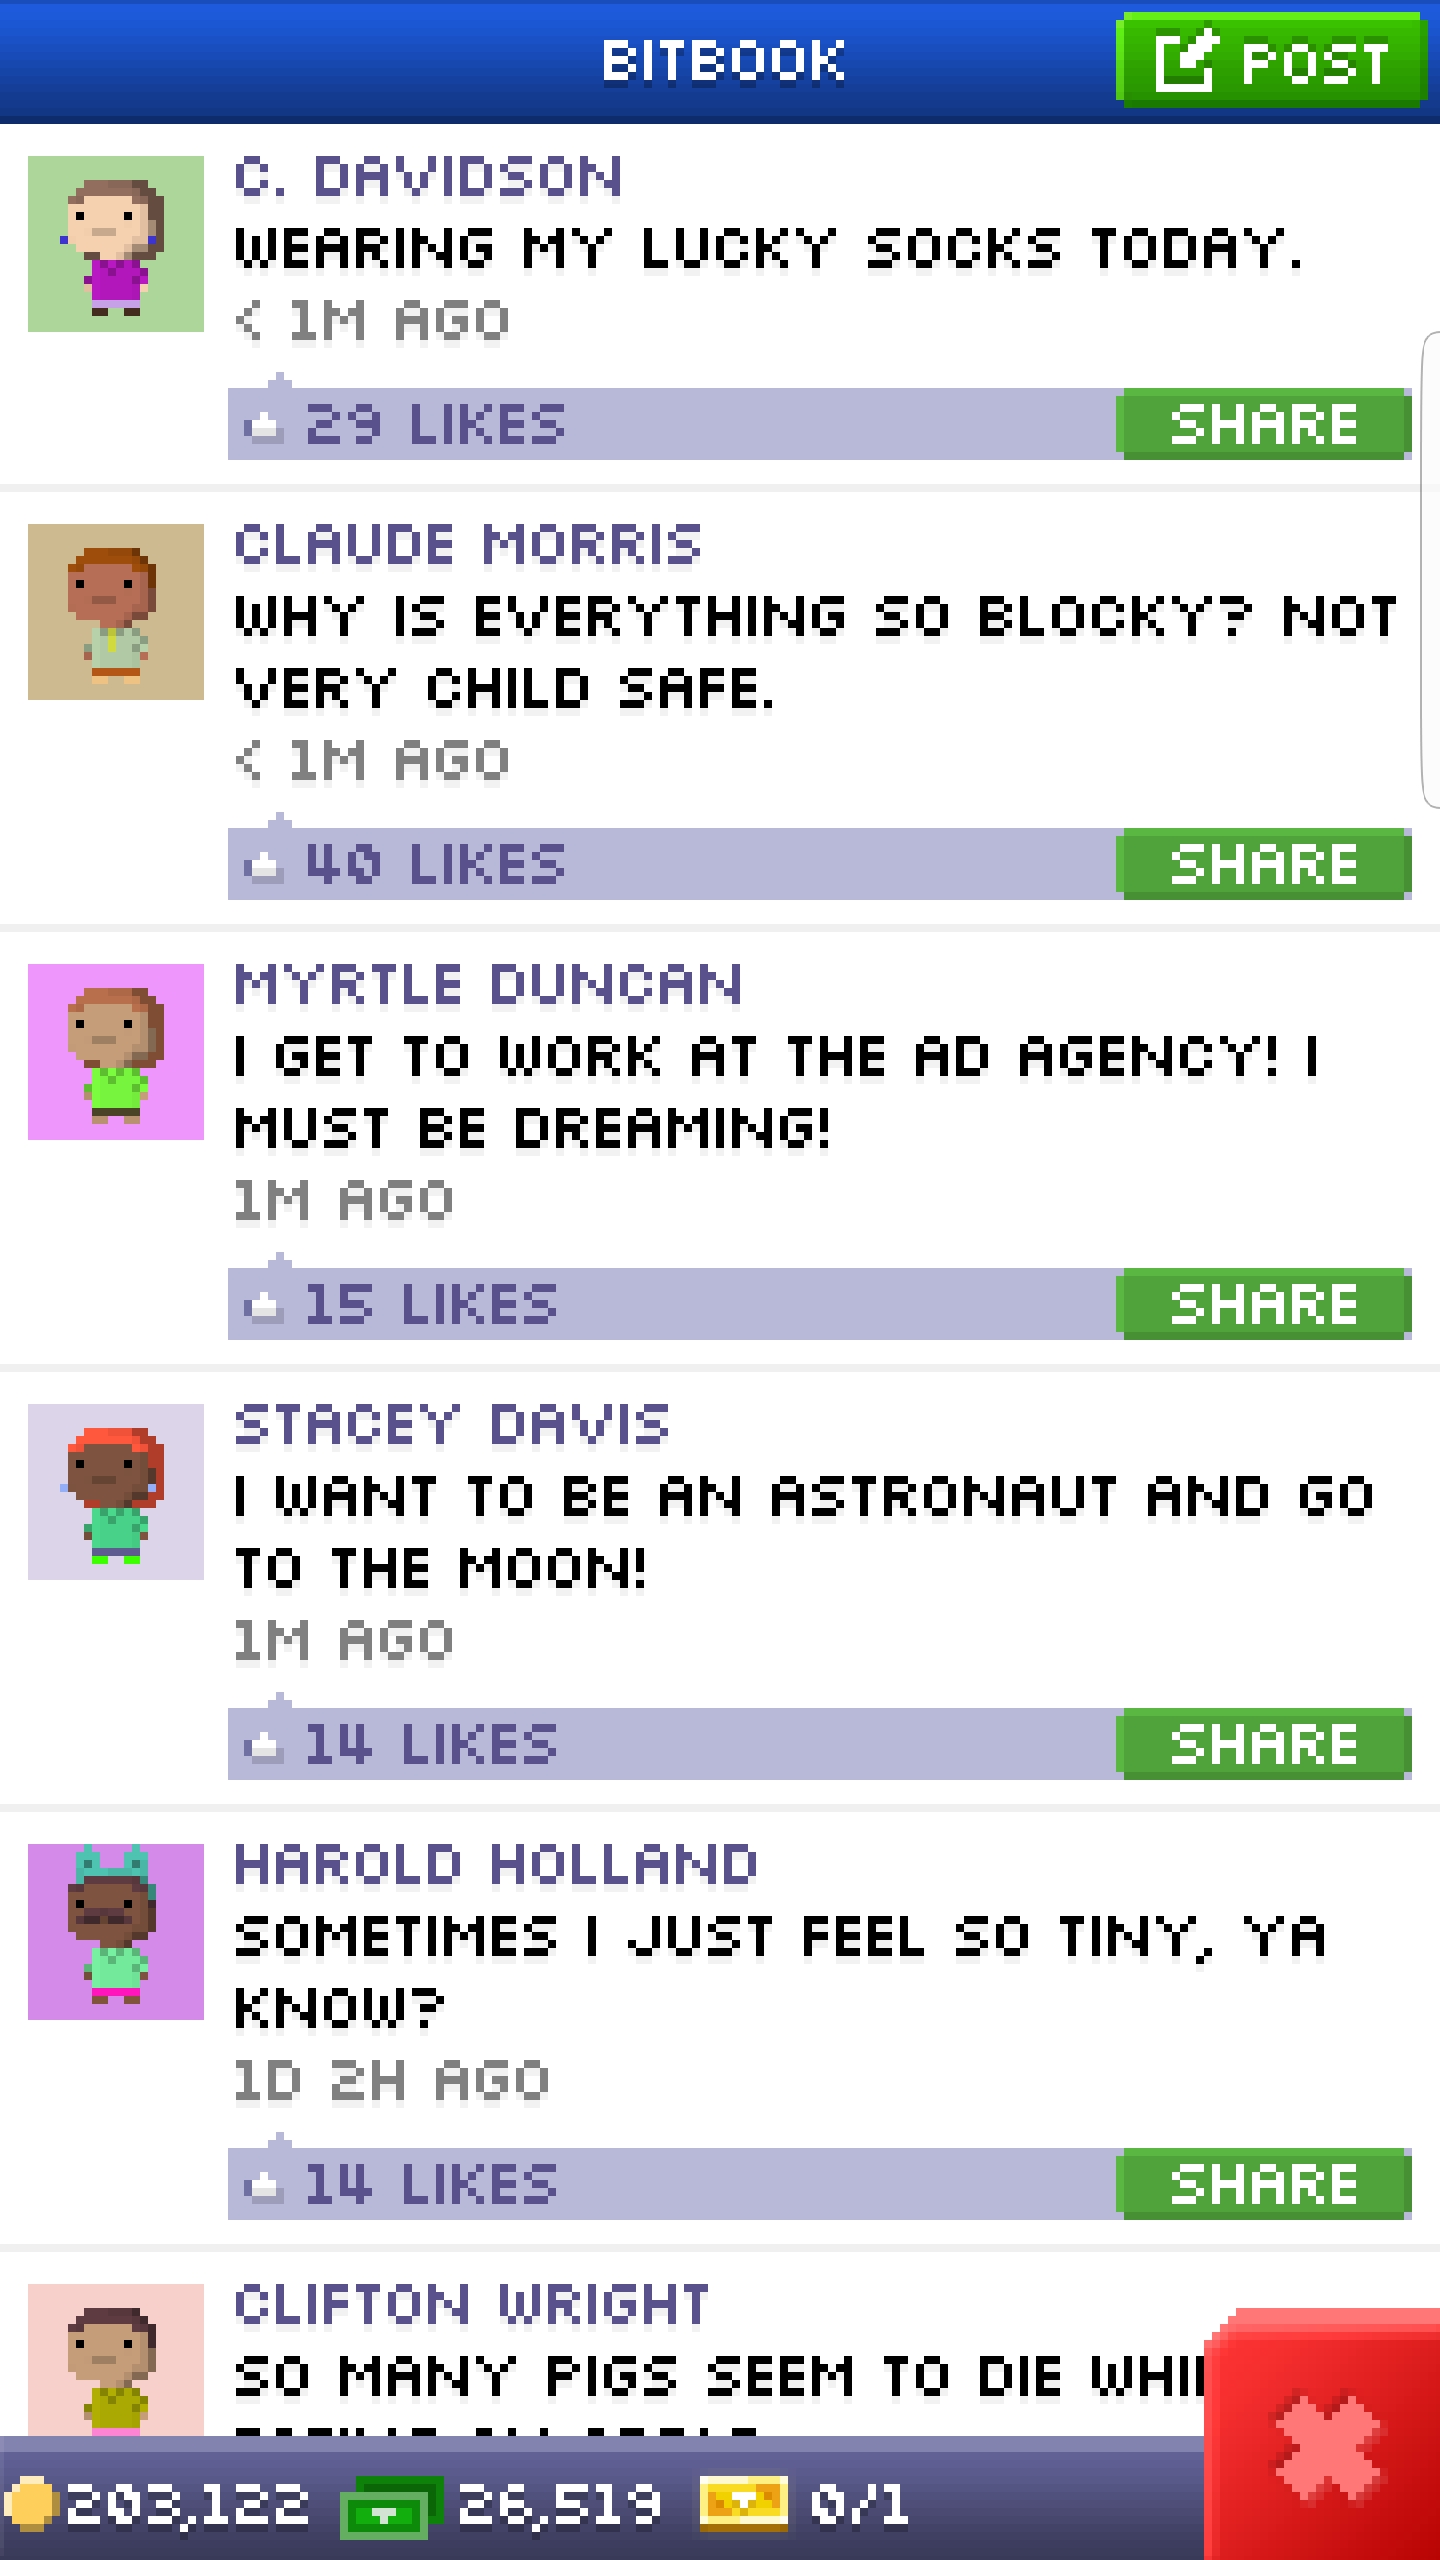 BITBOOK
POST
C. DAVIDSON
WEARING MY LUCKY SOCKS TODAY.
< 1M AGO
29 LIKES
SHARE
CLAUDE MORRIS
WHY IS EVERYTHING SO BLOCKY? NOT
VERY CHILD SAFE.
< 1M AGO
40 LIKES
SHARE
MYRTLE DUNCAN
I GET TO WORK AT THE AD AGENCY! I
MUST BE DREAMING!
1M AGO
15 LIKES
SHARE
STACEY DAVIS
I WANT TO BE AN ASTRONAUT AND GO
TO THE MOON!
1M AGO
14 LIKES
SHARE
HAROLD HOLLAND
SOMETIMES I JUST FEEL SO TINY, YA
KNOW?
1D 2H AGO
14 LIKES
SHARE
CLIFTON WRIGHT
SO MANY PIGS SEEM TO DIE
203,122
26,519
0/1